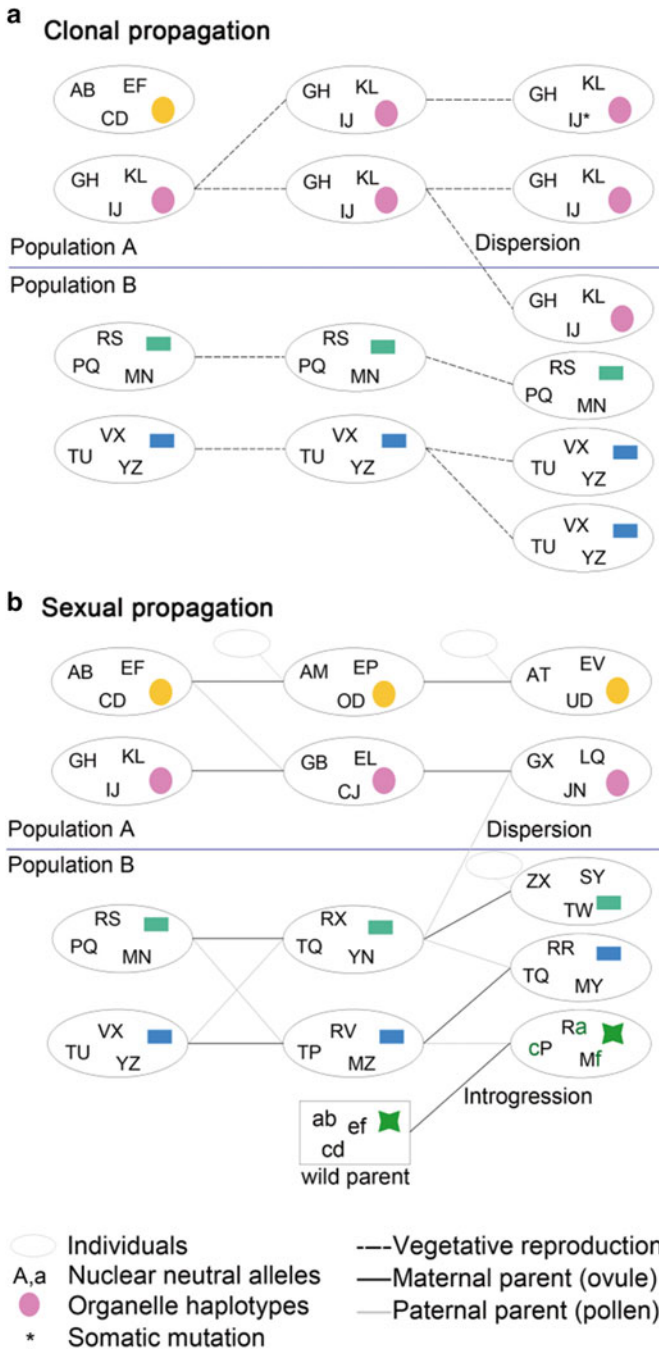 a Clonal propagation
AB EF CD
GH KL IJ
GH KL IJ*
GH KL IJ
GH KL IJ
GH KL IJ
Population A
Dispersion
Population B
GH KL IJ
RS PQ MN
RS PQ MN
RS PQ MN
VX TU YZ
VX TU YZ
VX TU YZ
VX TU YZ
b Sexual propagation
AB EF CD
AM EP OD
AT EV UD
GH KL IJ
GB EL CJ
GX LQ JN
Population A
Dispersion
Population B
ZX SY TW
RS PQ MN
RX TQ YN
RR TQ MY
VX TU YZ
RV TP MZ
Ra cP Mf
Introgression
ab ef cd
wild parent
Individuals
A,a Nuclear neutral alleles
Organelle haplotypes
* Somatic mutation
Vegetative reproduction
Maternal parent (ovule)
Paternal parent (pollen)